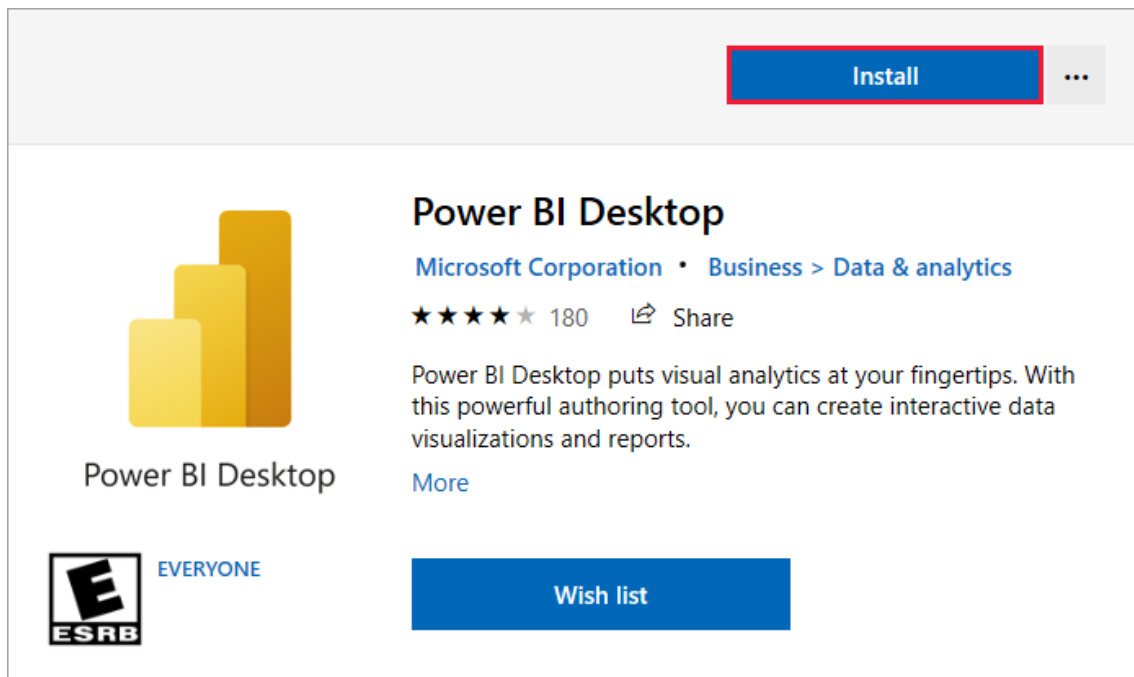 Install
...
Power BI Desktop
Microsoft Corporation • Business > Data & analytics
180 Share
Power BI Desktop puts visual analytics at your fingertips. With
this powerful authoring tool, you can create interactive data
visualizations and reports.
More
Power BI Desktop
E
ESRB
EVERYONE
Wish list